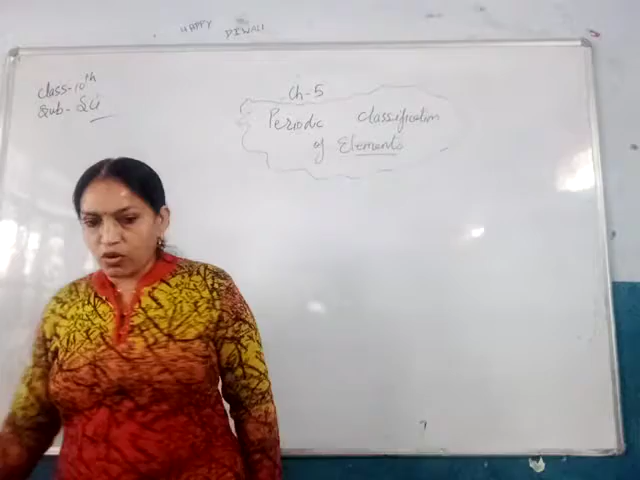 HAPPY DIWALI
class-10th
Sub- Sci
Ch-5
Periodic classification
of Elements